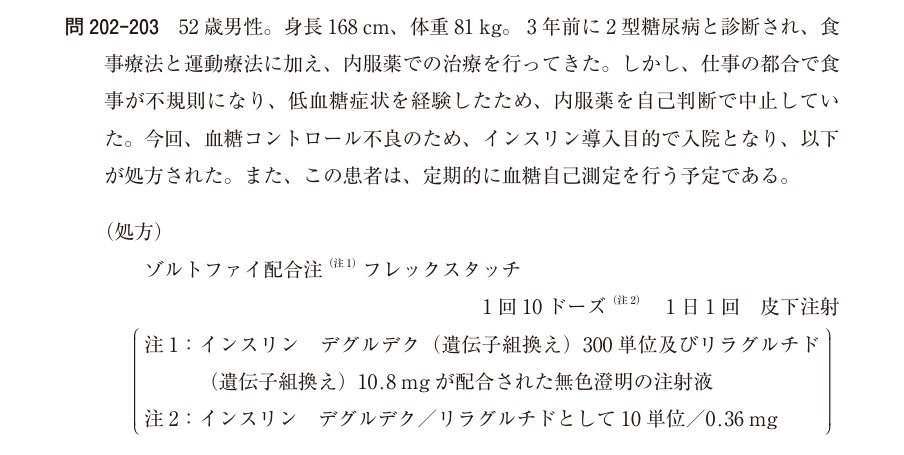 問 202-203　52 歳男性。身長 168 cm、体重 81 kg。3 年前に 2 型糖尿病と診断され、食
事療法と運動療法に加え、内服薬での治療を行ってきた。しかし、仕事の都合で食
事が不規則になり、低血糖症状を経験したため、内服薬を自己判断で中止してい
た。今回、血糖コントロール不良のため、インスリン導入目的で入院となり、以下
が処方された。また、この患者は、定期的に血糖自己測定を行う予定である。
（処方）
ゾルトファイ配合注（注1）フレックスタッチ
1 回 10 ドーズ（注2）　1 日 1 回　皮下注射
注 1：インスリン　デグルデク（遺伝子組換え）300 単位及びリラグルチド
（遺伝子組換え）10.8 mg が配合された無色澄明の注射液
注 2：インスリン　デグルデク／リラグルチドとして 10 単位／0.36 mg